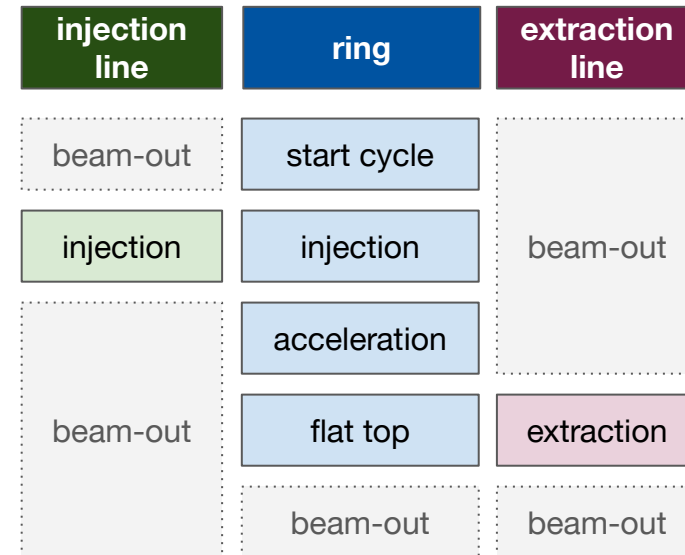 injection
line
ring
extraction
line
beam-out
start cycle
injection
injection
beam-out
acceleration
beam-out
flat top
extraction
beam-out
beam-out